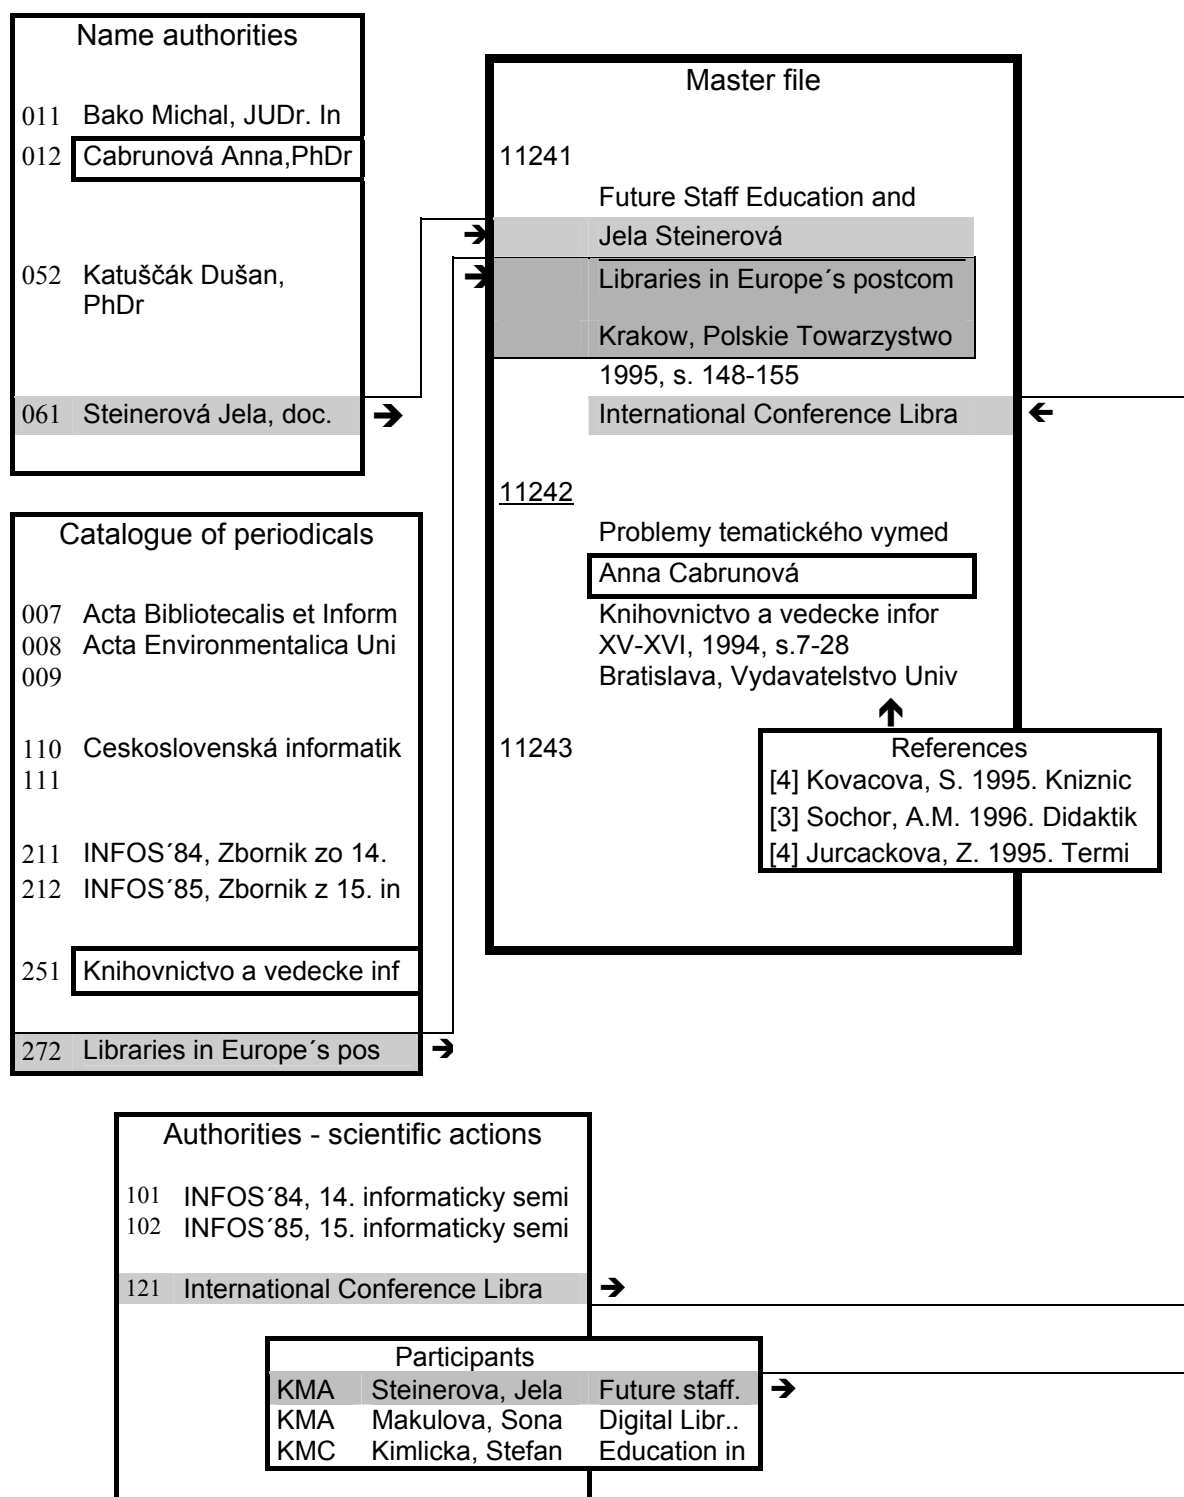 Name authorities
011 Bako Michal, JUDr. In
012 Cabrunová Anna,PhDr
052 Katuščák Dušan,
PhDr
061 Steinerová Jela, doc.
Master file
11241
Future Staff Education and
Jela Steinerová
Libraries in Europe´s postcom
Krakow, Polskie Towarzystwo
1995, s. 148-155
International Conference Libra
11242
Problemy tematického vymed
Anna Cabrunová
Knihovnictvo a vedecke infor
XV-XVI, 1994, s.7-28
Bratislava, Vydavatelstvo Univ
11243
References
[4] Kovacova, S. 1995. Kniznic
[3] Sochor, A.M. 1996. Didaktik
[4] Jurcackova, Z. 1995. Termi
Catalogue of periodicals
007 Acta Bibliotecalis et Inform
008 Acta Environmentalica Uni
009
110 Ceskoslovenská informatik
111
211 INFOS´84, Zbornik zo 14.
212 INFOS´85, Zbornik z 15. in
251 Knihovnictvo a vedecke inf
272 Libraries in Europe´s pos
Authorities - scientific actions
101 INFOS´84, 14. informaticky semi
102 INFOS´85, 15. informaticky semi
121 International Conference Libra
Participants
KMA Steinerova, Jela Future staff.
KMA Makulova, Sona Digital Libr..
KMC Kimlicka, Stefan Education in